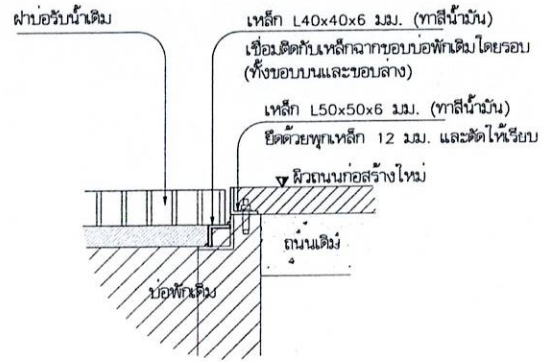 ฝาบ่อรับน้ำเดิม
เหล็ก L40x40x6 มม. (ทาสีน้ำมัน)
เชื่อมติดกับเหล็กฉากขอบบ่อพักเดิมโดยรอบ
(ทั้งขอบบนและขอบล่าง)
เหล็ก L50x50x6 มม. (ทาสีน้ำมัน)
ยึดด้วยพุกเหล็ก 12 มม. และตัดให้เรียบ
ผิวถนนก่อสร้างใหม่
ถนนเดิม
บ่อพักเดิม